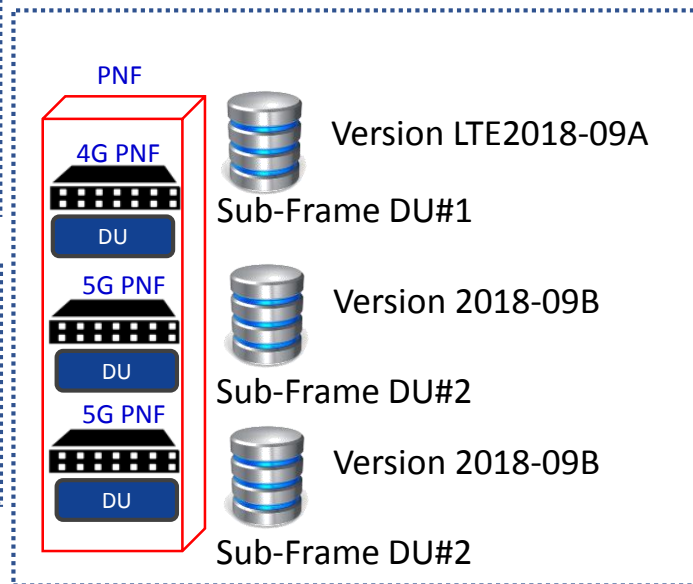 PNF
4G PNF
DU
Version LTE2018-09A
Sub-Frame DU#1
5G PNF
DU
Version 2018-09B
Sub-Frame DU#2
5G PNF
DU
Version 2018-09B
Sub-Frame DU#2